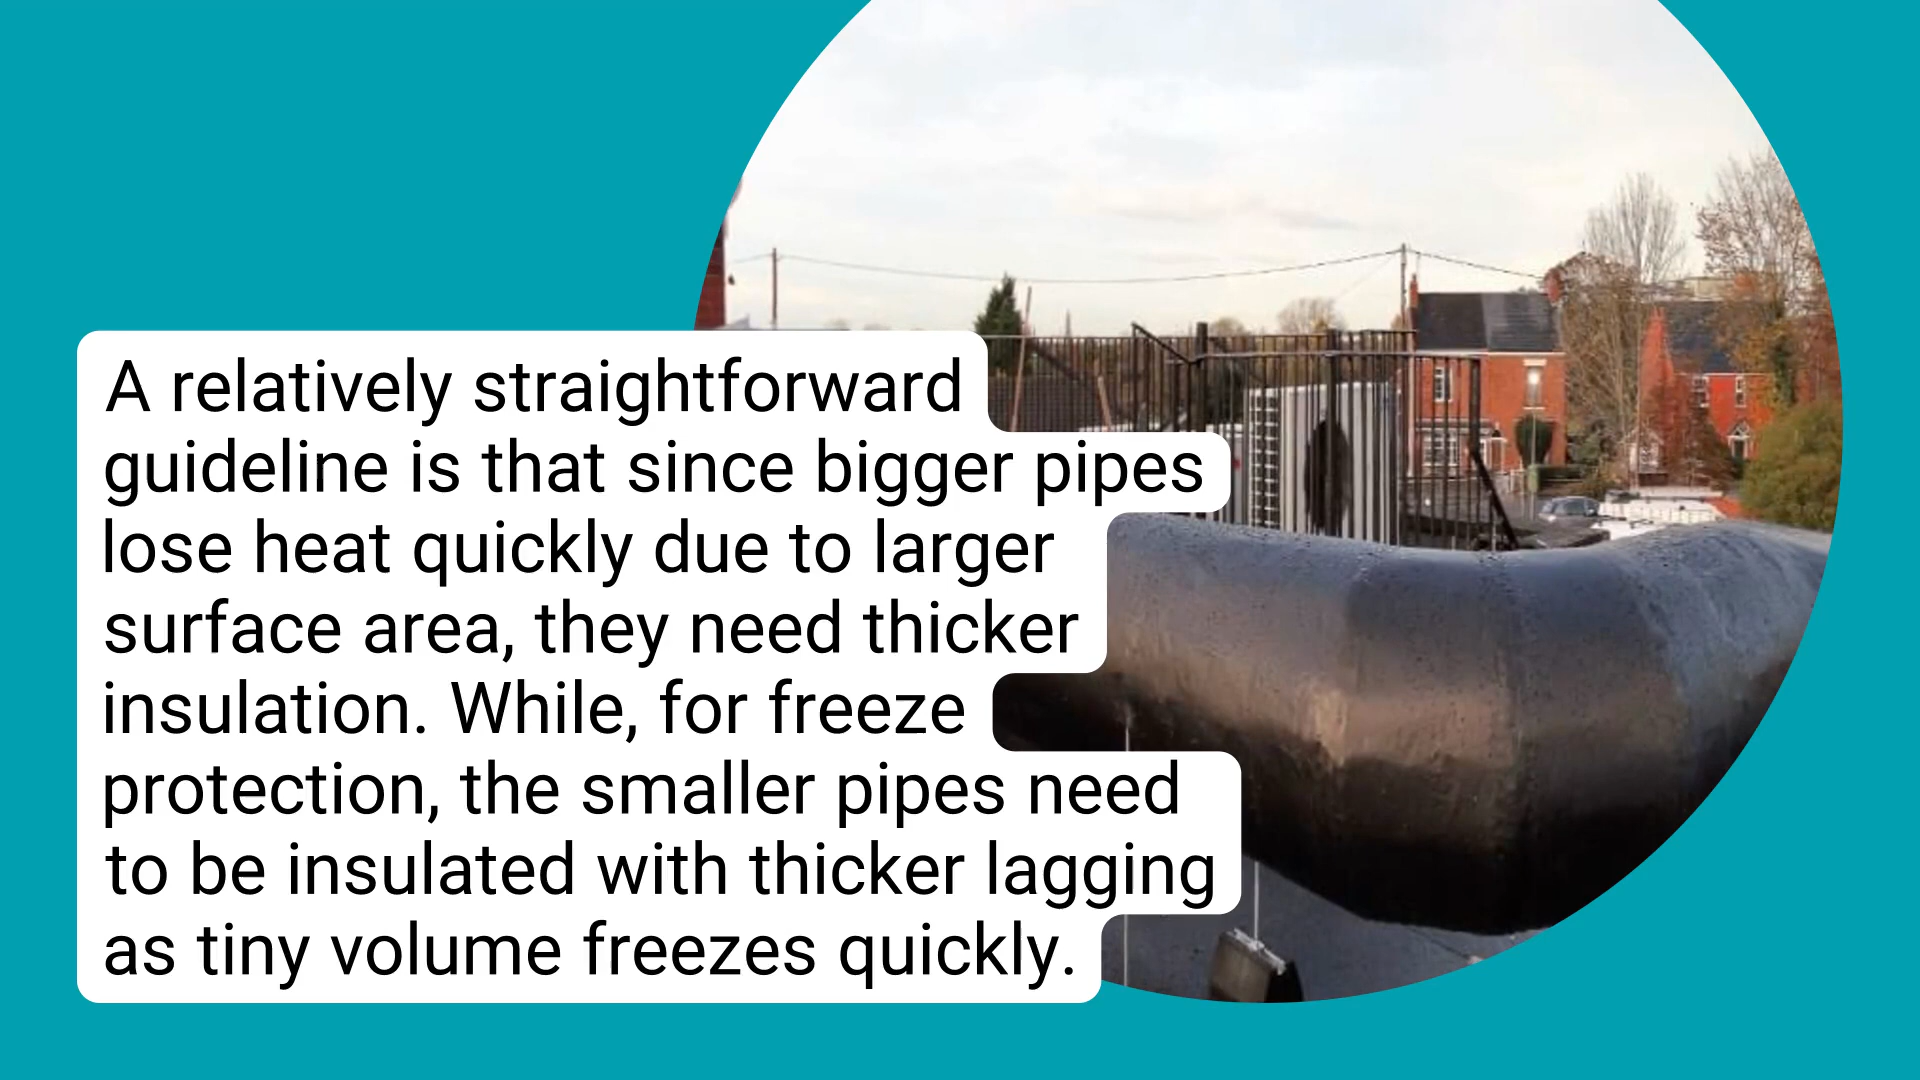 A relatively straightforward
guideline is that since bigger pipes
lose heat quickly due to larger
surface area, they need thicker
insulation. While, for freeze
protection, the smaller pipes need
to be insulated with thicker lagging
as tiny volume freezes quickly.